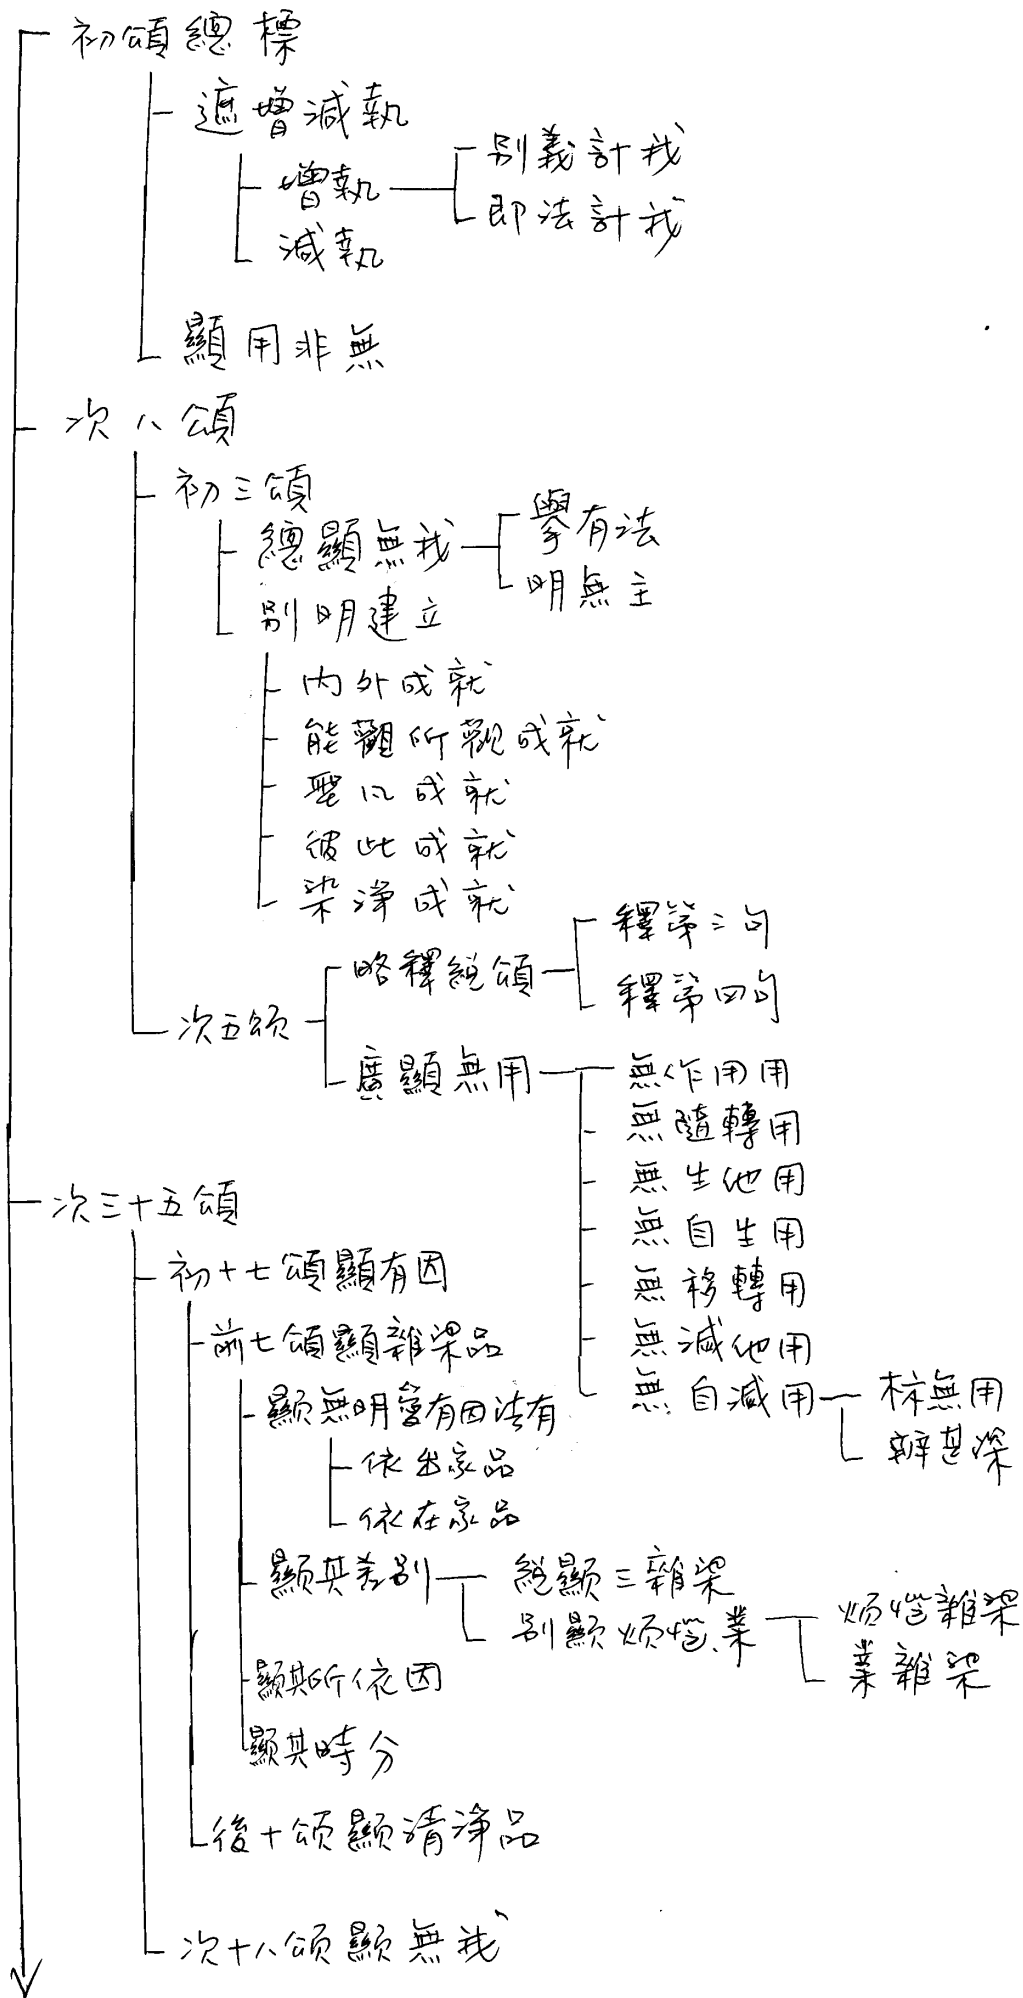 初頌總標
遮增減執
增執
別義計我
即法計我
減執
顯用非無
次八頌
初三頌
總顯無我
舉有法
明無主
別明建立
內外成就
能觀所觀成就
聖凡成就
彼此成就
染淨成就
次五頌
略釋總頌
釋第三句
釋第四句
廣顯無用
無作用用
無隨轉用
無生他用
無自生用
無移轉用
無滅他用
無自滅用
標無用
辨甚深
次三十五頌
初十七頌顯有因
前七頌顯雜染品
顯無明愛有因法有
依出家品
依在家品
顯其差別
總顯三雜染
別顯煩惱、業
煩惱雜染
業雜染
顯其所依因
顯其時分
後十頌顯清淨品
次十八頌顯無我